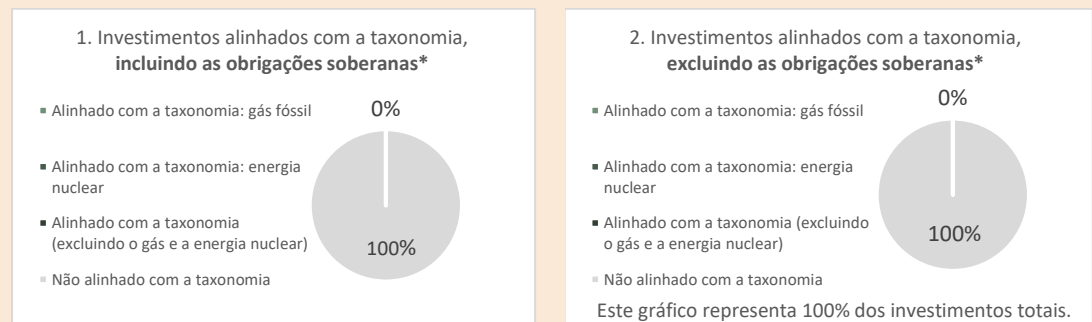 1. Investimentos alinhados com a taxonomia,
incluindo as obrigações soberanas*
Alinhado com a taxonomia: gás fóssil
Alinhado com a taxonomia: energia
nuclear
Alinhado com a taxonomia
(excluindo o gás e a energia nuclear)
Não alinhado com a taxonomia
0%
100%
2. Investimentos alinhados com a taxonomia,
excluindo as obrigações soberanas*
Alinhado com a taxonomia: gás fóssil
Alinhado com a taxonomia: energia
nuclear
Alinhado com a taxonomia (excluindo
o gás e a energia nuclear)
Não alinhado com a taxonomia
0%
100%
Este gráfico representa 100% dos investimentos totais.